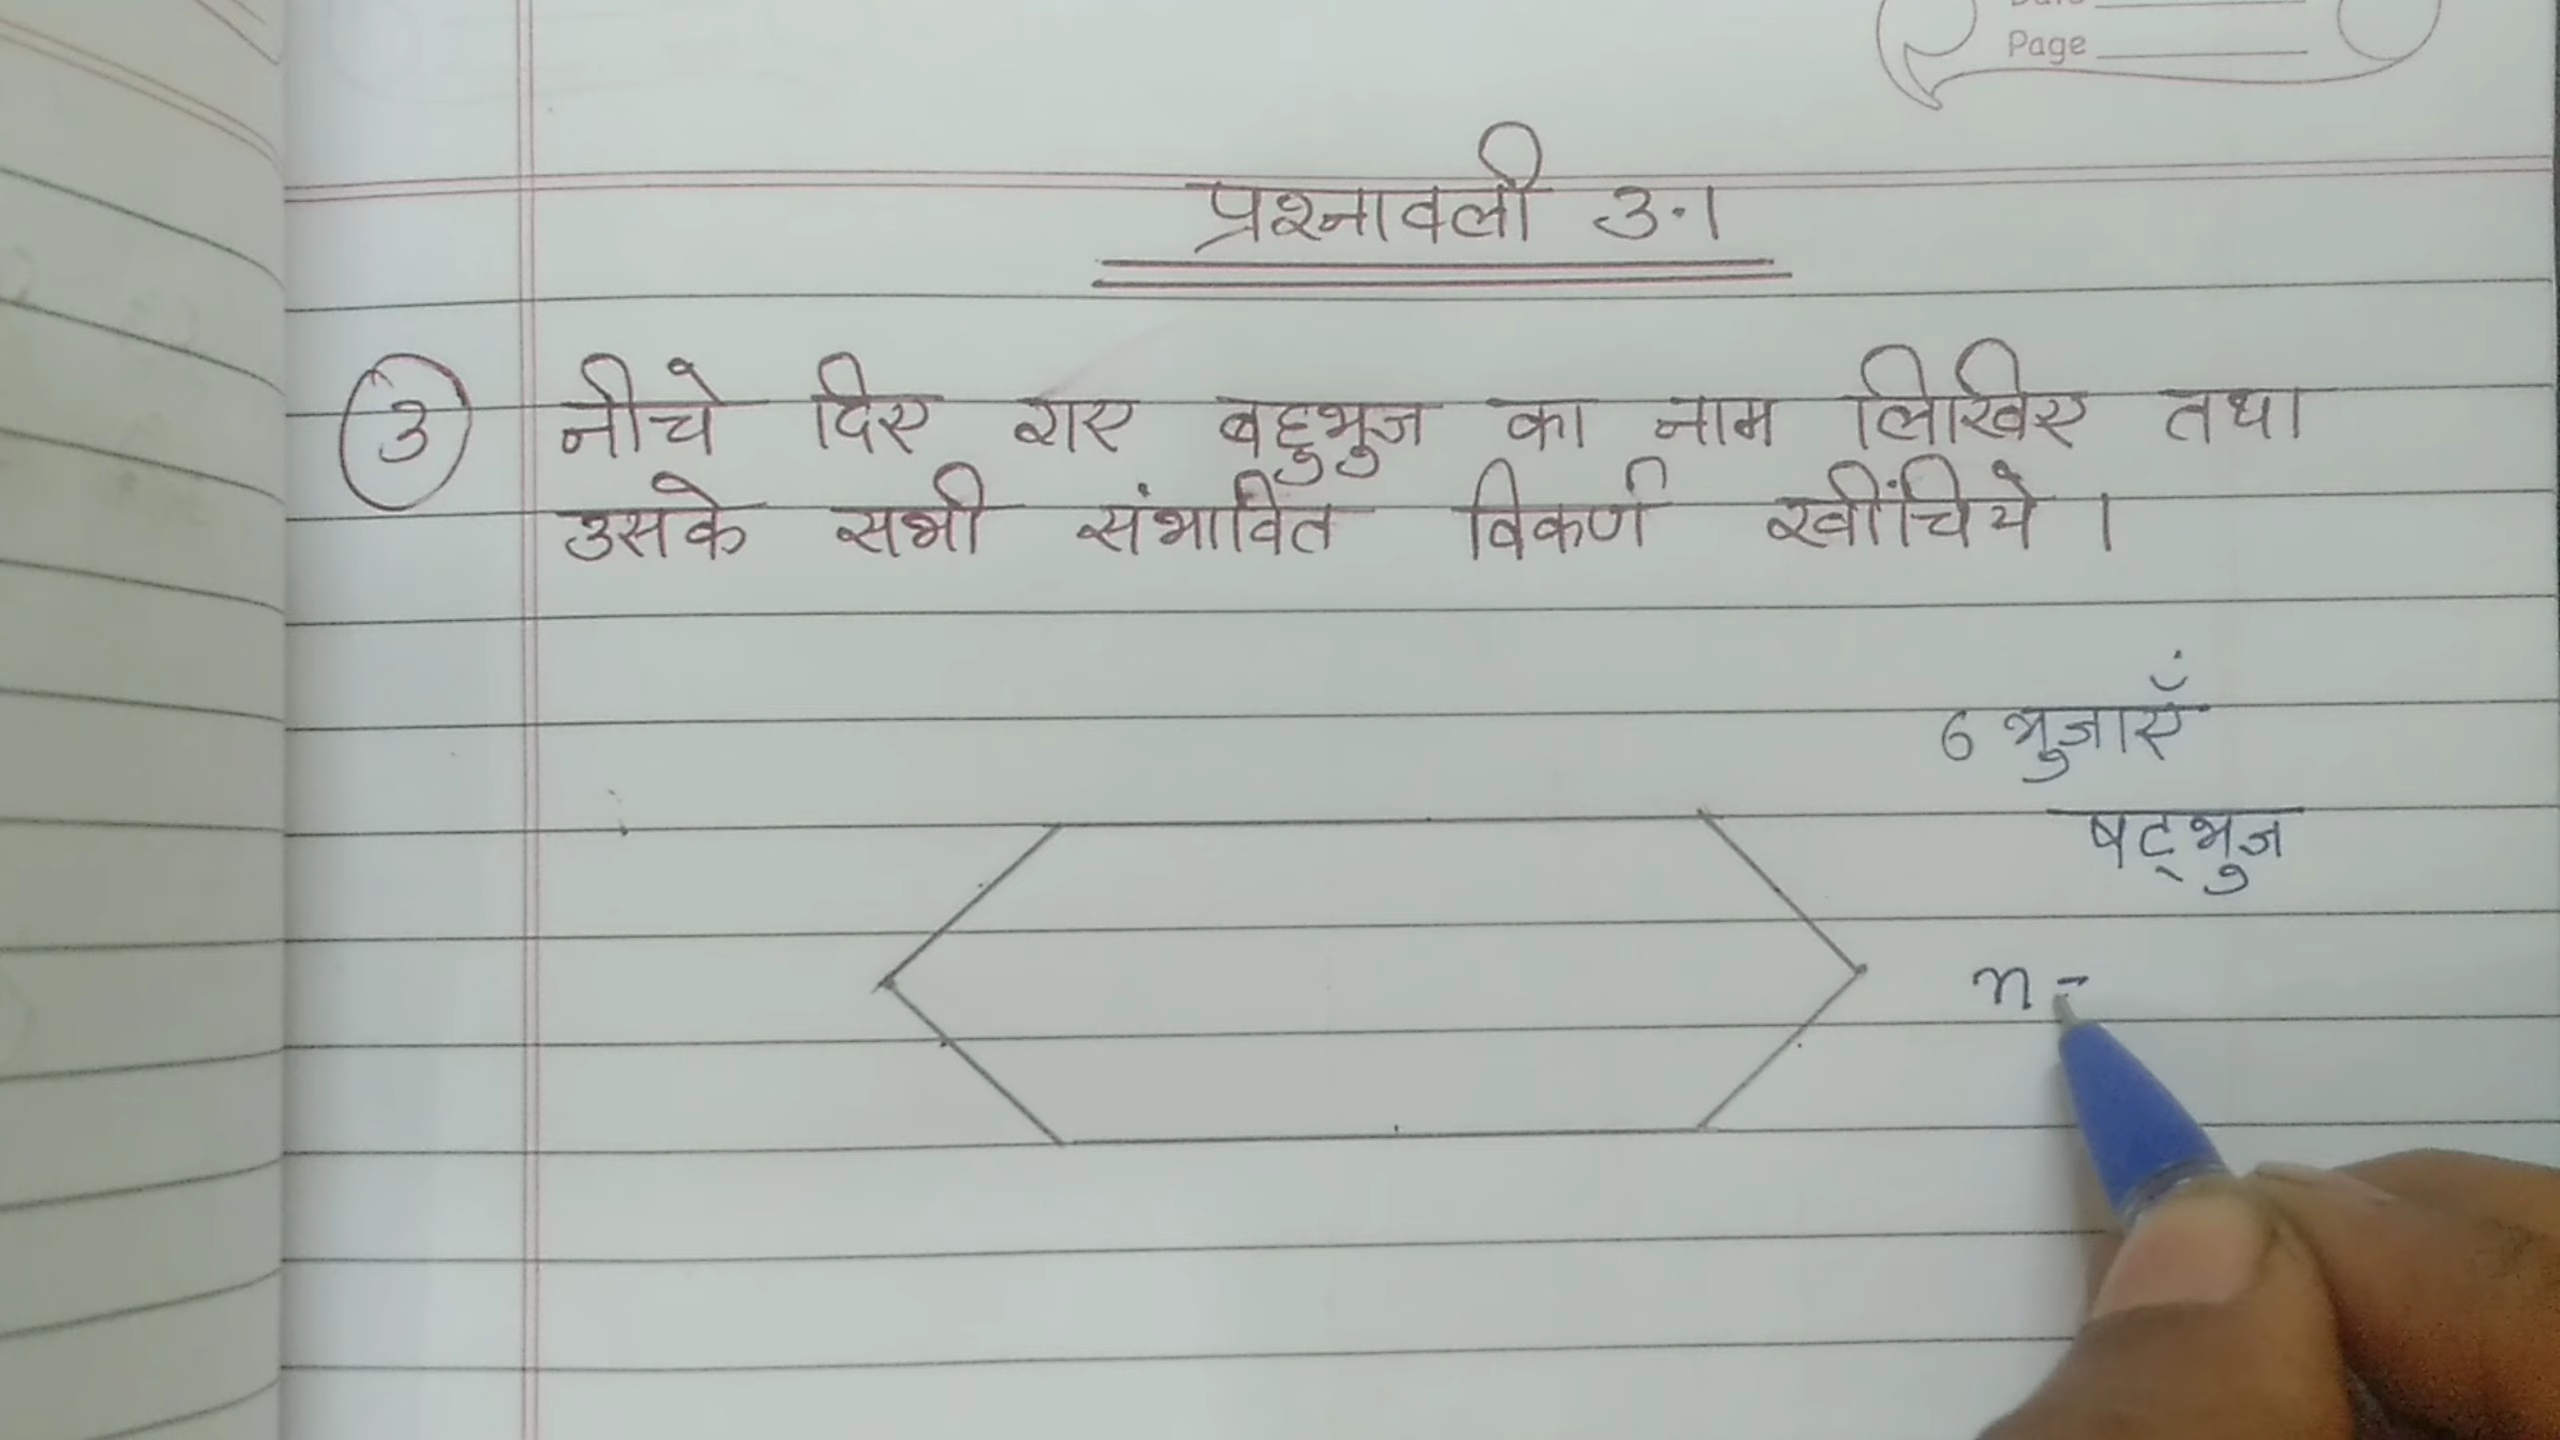 Page
प्रश्नावली 3.1
3 नीचे दिए गए बहुभुज का नाम लिखिए तथा
उसके सभी संभावित विकर्ण खींचिये ।
6 भुजाएँ
षट्भुज
n =